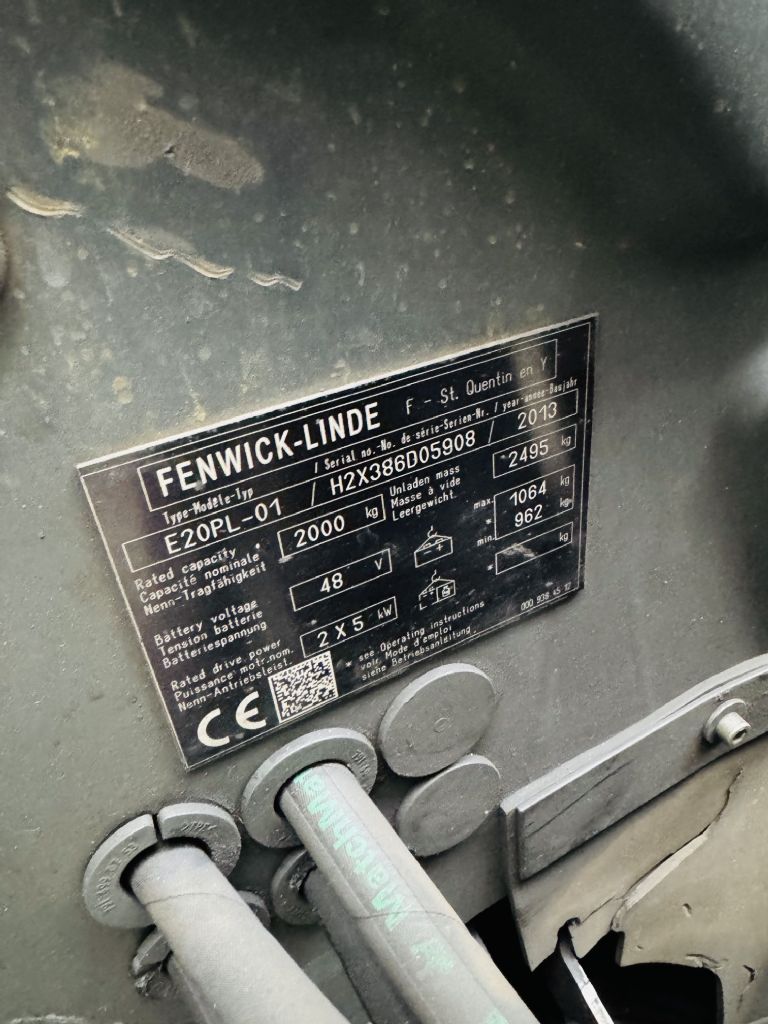 FENWICK-LINDE F - St. Quentin en Y
Type-Modèle-Typ / Serial no.-No. de série-Serien-Nr. / year-année-Baujahr
E20PL-01 / H2X386D05908 / 2013
Rated capacity *
Capacité nominale
Nenn-Tragfähigkeit
2000 kg
Unladen mass
Masse à vide
Leergewicht
2495 kg
Battery voltage
Tension batterie
Batteriespannung
48 V
max. 1064 kg
* 962 kg
min.
* kg
Rated drive power
Puissance motr.nom.
Nenn-Antriebsleist.
2 X 5 kW
* see Operating instructions
voir Mode d'emploi
siehe Betriebsanleitung
000 938 45 12
CE
MatchMa